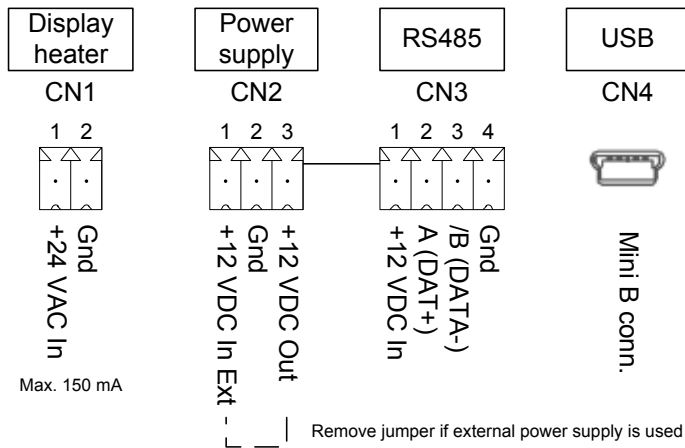 Display
heater
Power
supply
RS485
USB
CN1
CN2
CN3
CN4
1 2
1 2 3
1 2 3 4
+24 VAC In
Gnd
+12 VDC In Ext
Gnd
+12 VDC Out
+12 VDC In
A (DAT+)
/B (DATA-)
Gnd
Mini B conn.
Max. 150 mA
Remove jumper if external power supply is used